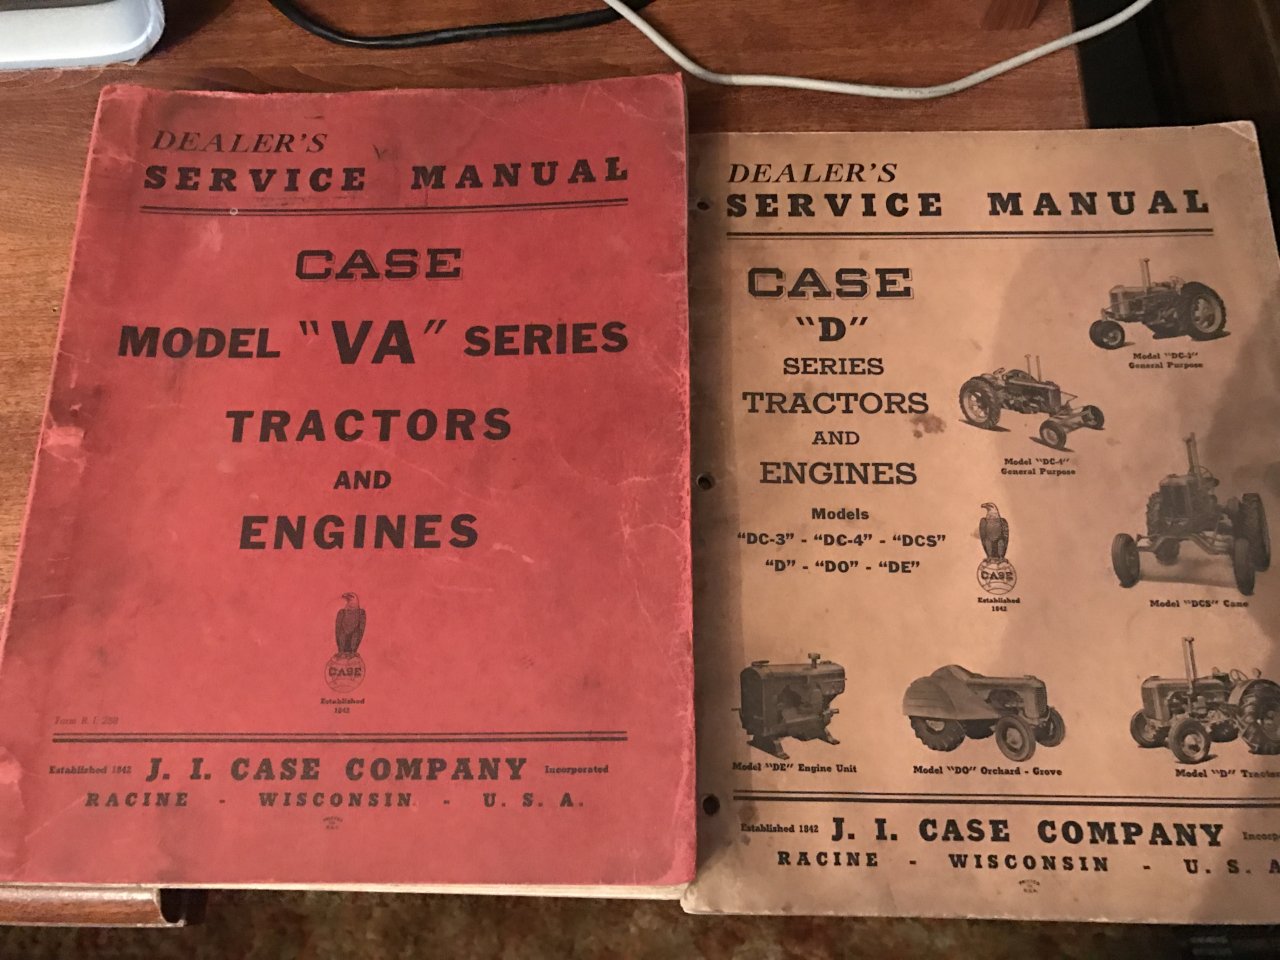 DEALER'S
SERVICE MANUAL
CASE
MODEL "VA" SERIES
TRACTORS
AND
ENGINES
CASE
Established
1842
Established 1842 J. I. CASE COMPANY Incorporated
RACINE - WISCONSIN - U. S. A.
DEALER'S
SERVICE MANUAL
CASE
"D"
SERIES
TRACTORS
AND
ENGINES
Models
"DC-3" - "DC-4" - "DCS"
"D" - "DO" - "DE"
Model "DC-3"
General Purpose
Model "DC-4"
General Purpose
CASE
Established
1842
Model "DCS" Cane
Model "DE" Engine Unit
Model "DO" Orchard - Grove
Model "D"
Established 1842 J. I. CASE COMPANY
RACINE - WISCONSIN - U. S. A